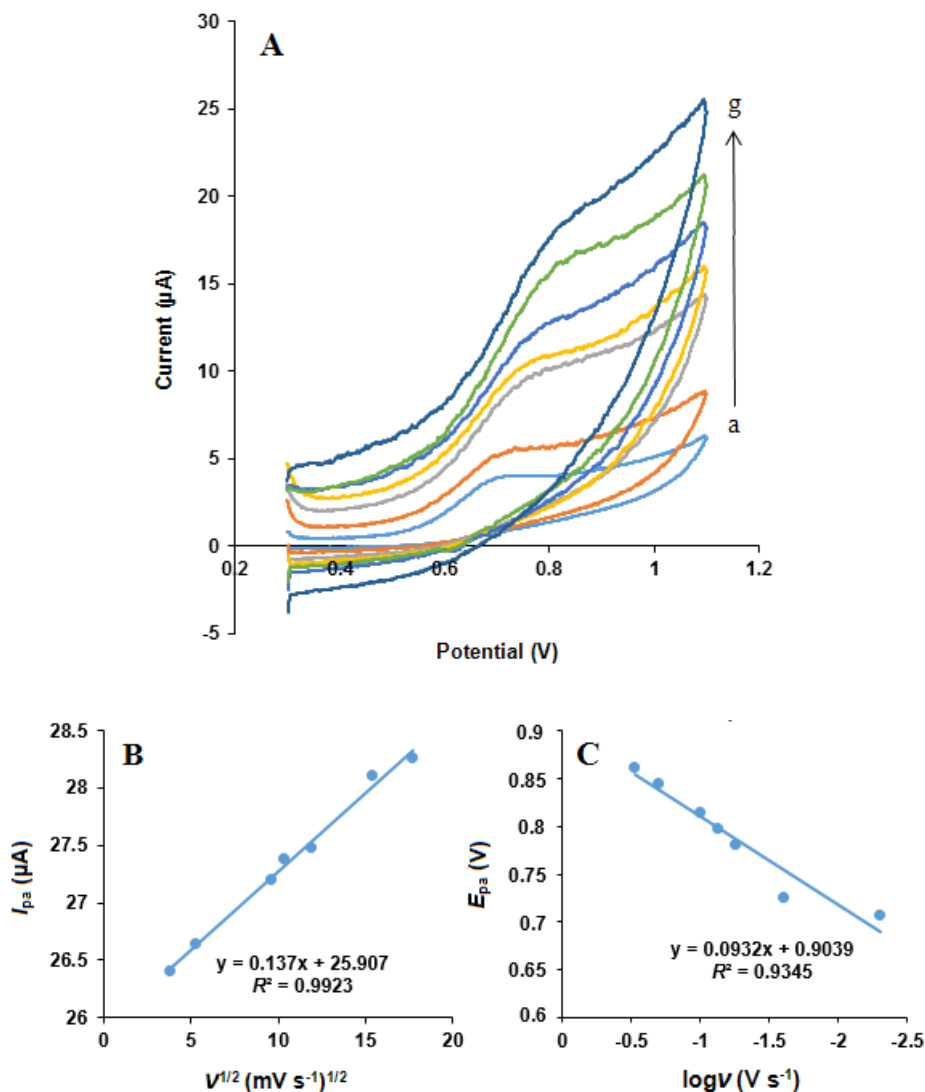 A
30
25
20
15
10
5
0
-5
0.2
0.4
0.6
0.8
1
1.2
Current (µA)
Potential (V)
g
a
B
28.5
28
27.5
27
26.5
26
0
5
10
15
20
I pa (µA)
y = 0.137x + 25.907
R² = 0.9923
V 1/2 (mV s⁻¹)1/2
C
0.9
0.85
0.8
0.75
0.7
0.65
0.6
0
-0.5
-1
-1.5
-2
-2.5
E pa (V)
y = 0.0932x + 0.9039
R² = 0.9345
logv (V s⁻¹)